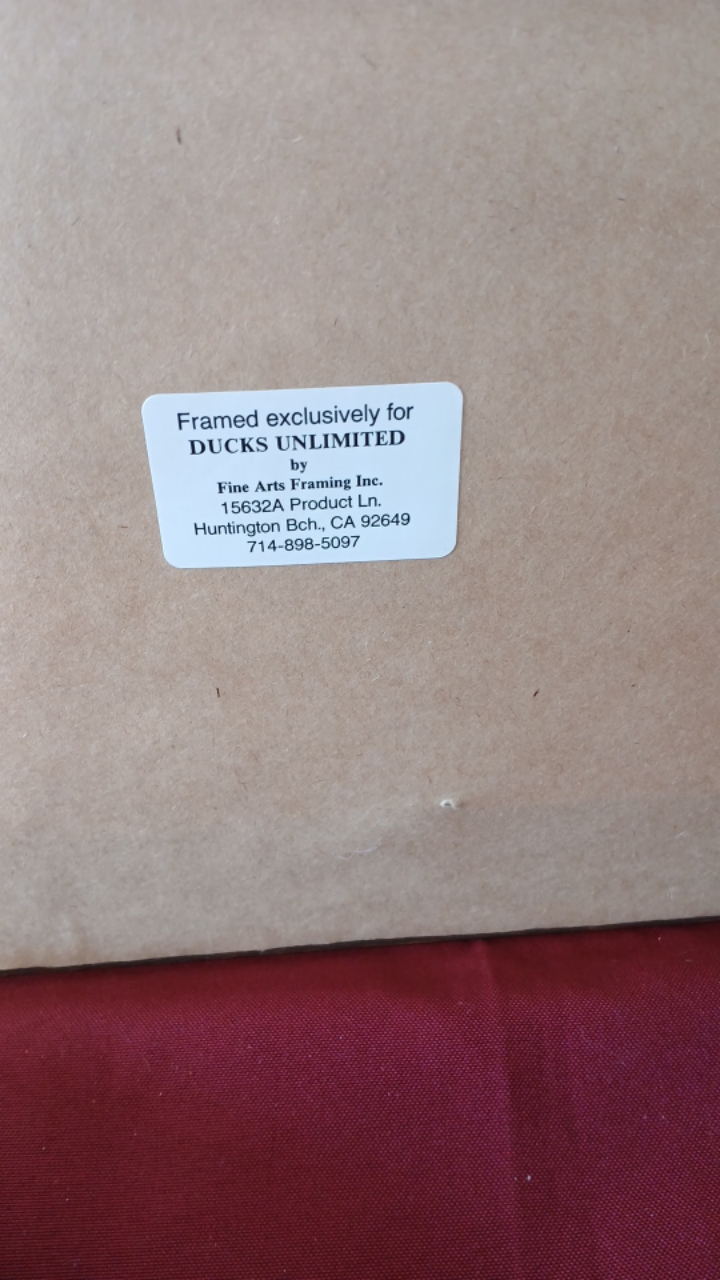 Framed exclusively for
DUCKS UNLIMITED
by
Fine Arts Framing Inc.
15632A Product Ln.
Huntington Bch., CA 92649
714-898-5097